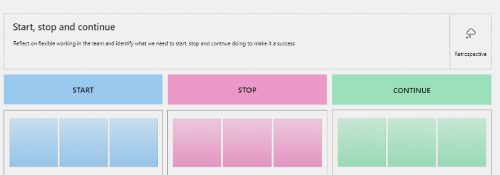 Start, stop and continue
Reflect on flexible working in the team and identify what we need to start, stop and continue doing to make it a success
Retrospective
START
STOP
CONTINUE